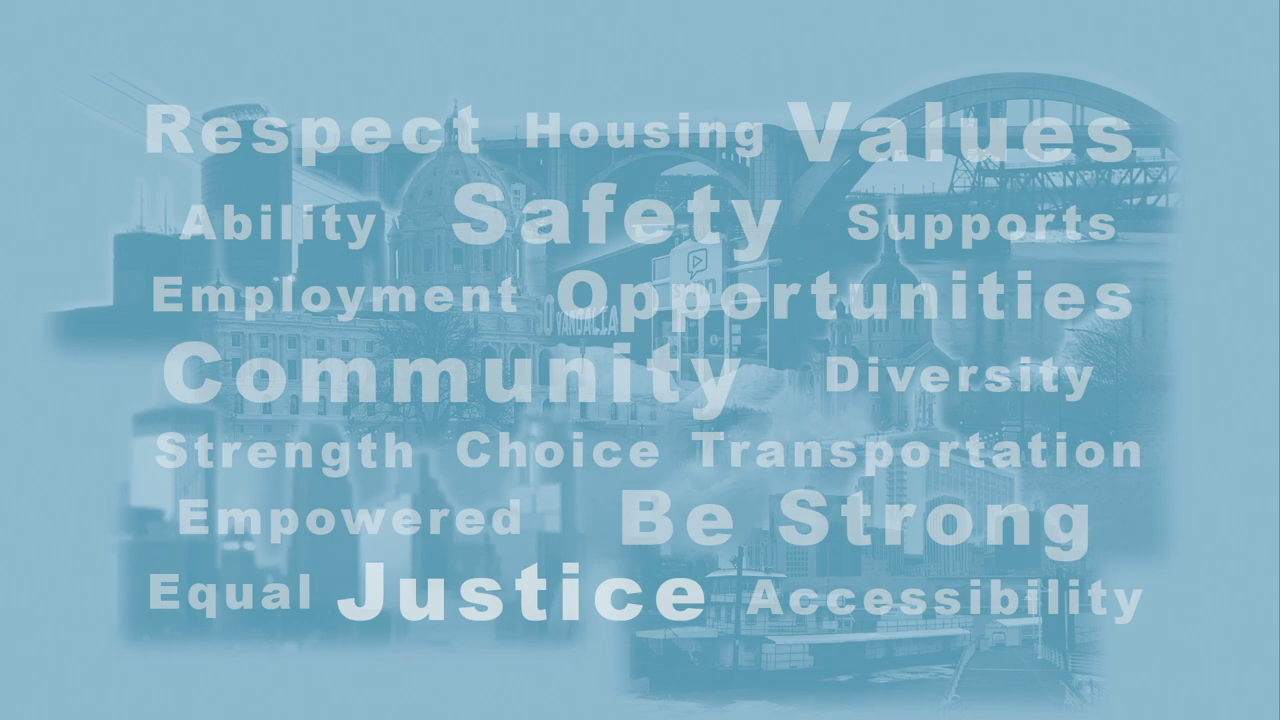 Respect Housing Values
Ability Safety Supports
Employment Opportunities
VANDALIA
Community Diversity
Strength Choice Transportation
Empowered Be Strong
Equal Justice Accessibility